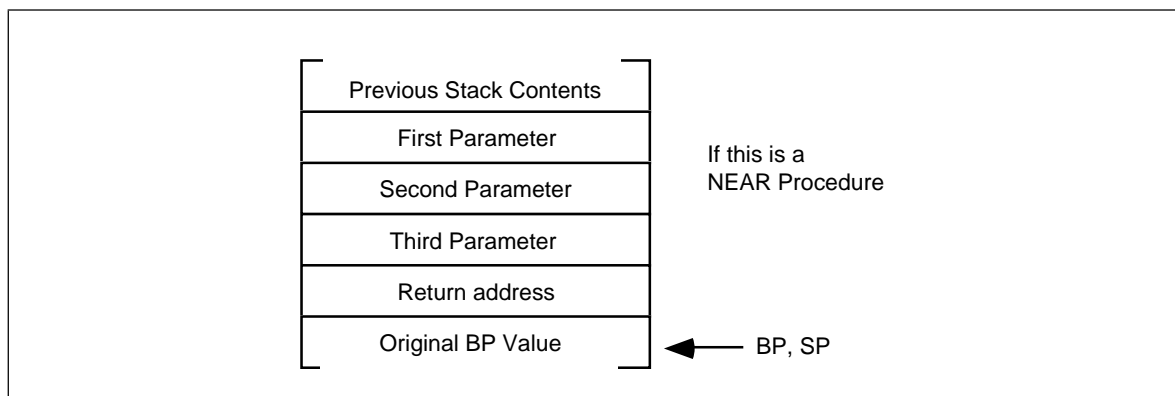 Previous Stack Contents
First Parameter
If this is a
NEAR Procedure
Second Parameter
Third Parameter
Return address
Original BP Value
BP, SP